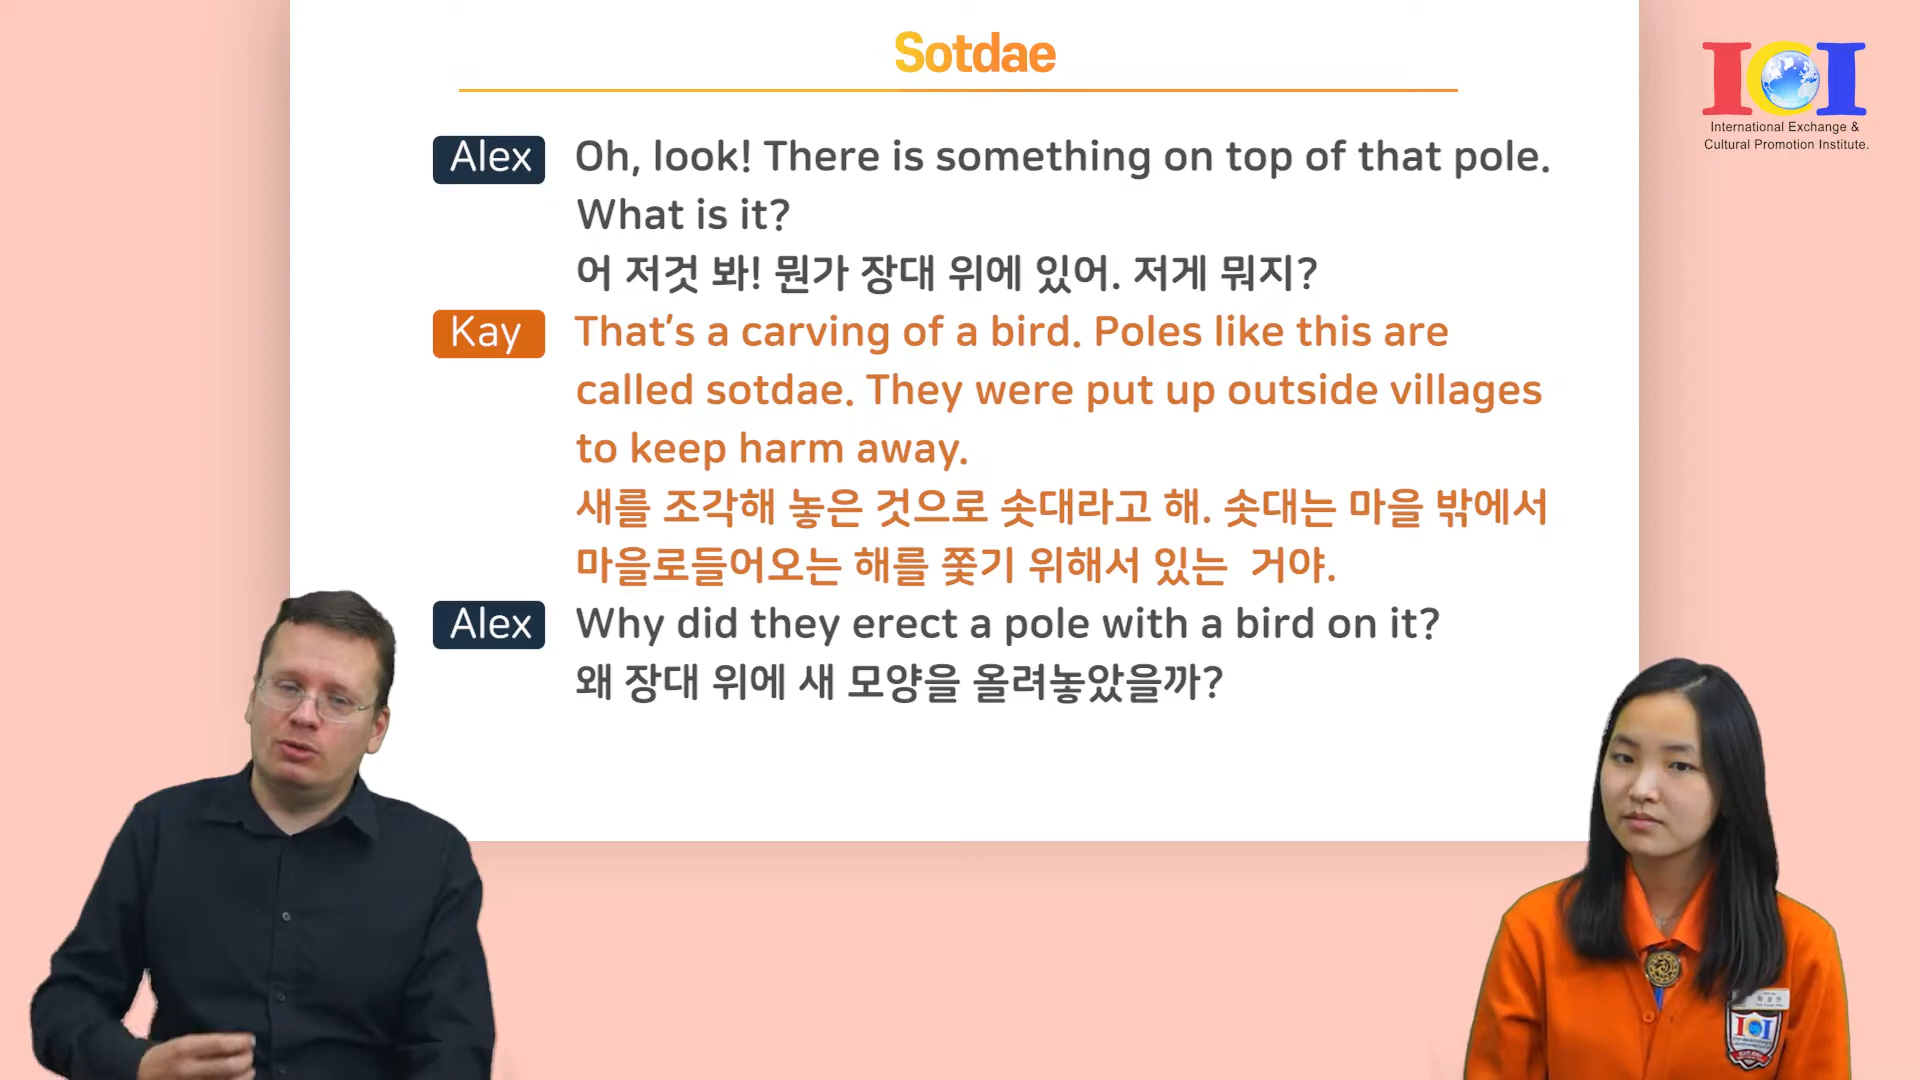 Sotdae
ICI
International Exchange &
Cultural Promotion Institute.
Alex
Oh, look! There is something on top of that pole.
What is it?
어 저것 봐! 뭔가 장대 위에 있어. 저게 뭐지?
Kay
That's a carving of a bird. Poles like this are
called sotdae. They were put up outside villages
to keep harm away.
새를 조각해 놓은 것으로 솟대라고 해. 솟대는 마을 밖에서
마을로들어오는 해를 쫓기 위해서 있는 거야.
Alex
Why did they erect a pole with a bird on it?
왜 장대 위에 새 모양을 올려놓았을까?
ICI